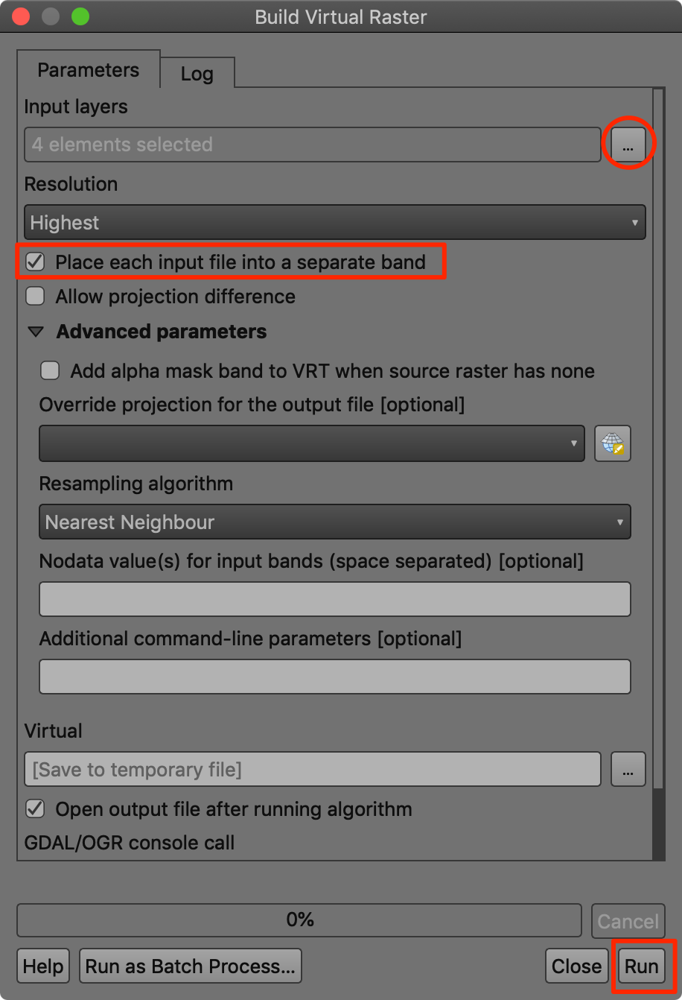 Build Virtual Raster
Parameters
Log
Input layers
4 elements selected
...
Resolution
Highest
Place each input file into a separate band
Allow projection difference
Advanced parameters
Add alpha mask band to VRT when source raster has none
Override projection for the output file [optional]
Resampling algorithm
Nearest Neighbour
Nodata value(s) for input bands (space separated) [optional]
Additional command-line parameters [optional]
Virtual
[Save to temporary file]
...
Open output file after running algorithm
GDAL/OGR console call
0%
Cancel
Help
Run as Batch Process...
Close
Run